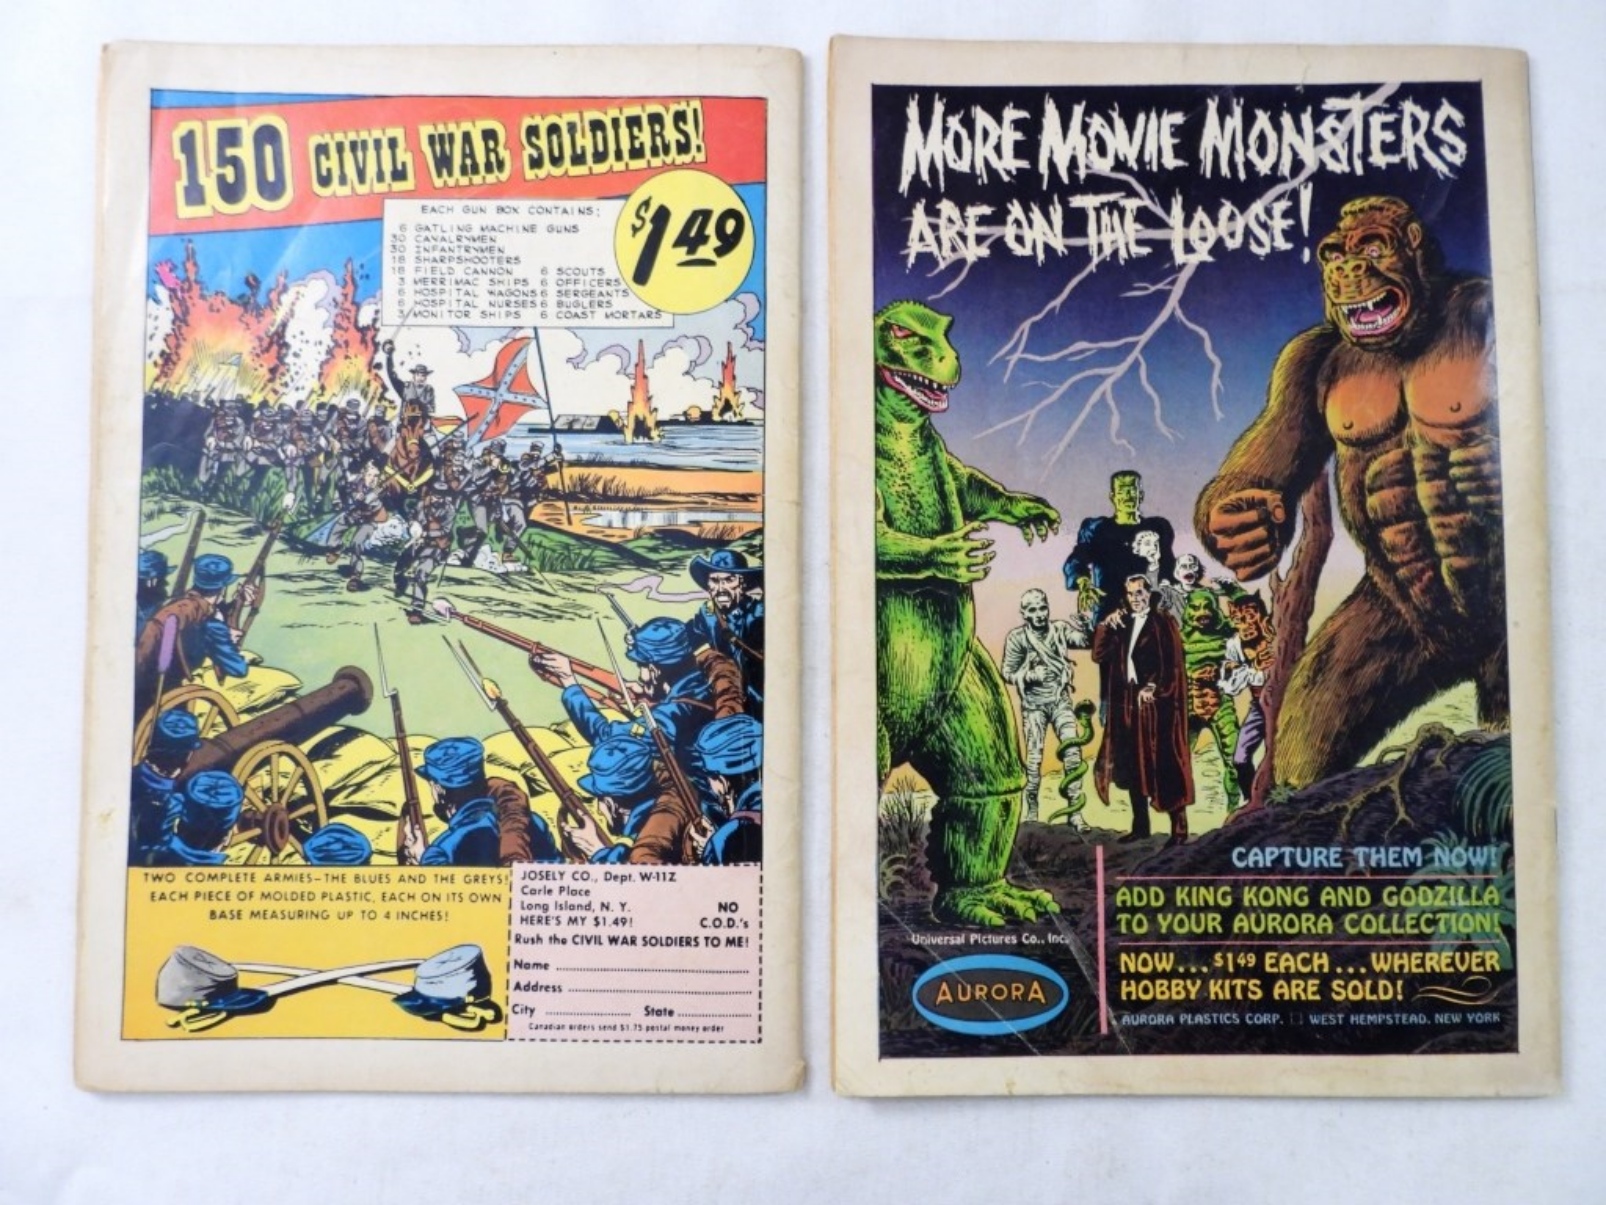 150 CIVIL WAR SOLDIERS!
$1.49
EACH GUN BOX CONTAINS:
6 GATLING MACHINE GUNS
30 CAVALRYMEN
30 INFANTRYMEN
18 SHARPSHOOTERS
18 FIELD CANNON 6 SCOUTS
3 MERRIMAC SHIPS 6 OFFICERS
6 HOSPITAL WAGONS 6 SERGEANTS
6 HOSPITAL NURSES 6 BUGLERS
3 MONITOR SHIPS 6 COAST MORTARS
TWO COMPLETE ARMIES—THE BLUES AND THE GREYS!
EACH PIECE OF MOLDED PLASTIC, EACH ON ITS OWN
BASE MEASURING UP TO 4 INCHES!
JOSELY CO., Dept. W-11Z
Carle Place
Long Island, N. Y. NO
HERE'S MY $1.49! C.O.D.'s
Rush the CIVIL WAR SOLDIERS TO ME!
Name
Address
City State
Canadian orders send $1.75 postal money order
MORE MOVIE MONSTERS
ARE ON THE LOOSE!
CAPTURE THEM NOW!
ADD KING KONG AND GODZILLA
TO YOUR AURORA COLLECTION!
NOW... $1.49 EACH... WHEREVER
HOBBY KITS ARE SOLD!
AURORA PLASTICS CORP. □ WEST HEMPSTEAD, NEW YORK
Universal Pictures Co., Inc.
AURORA